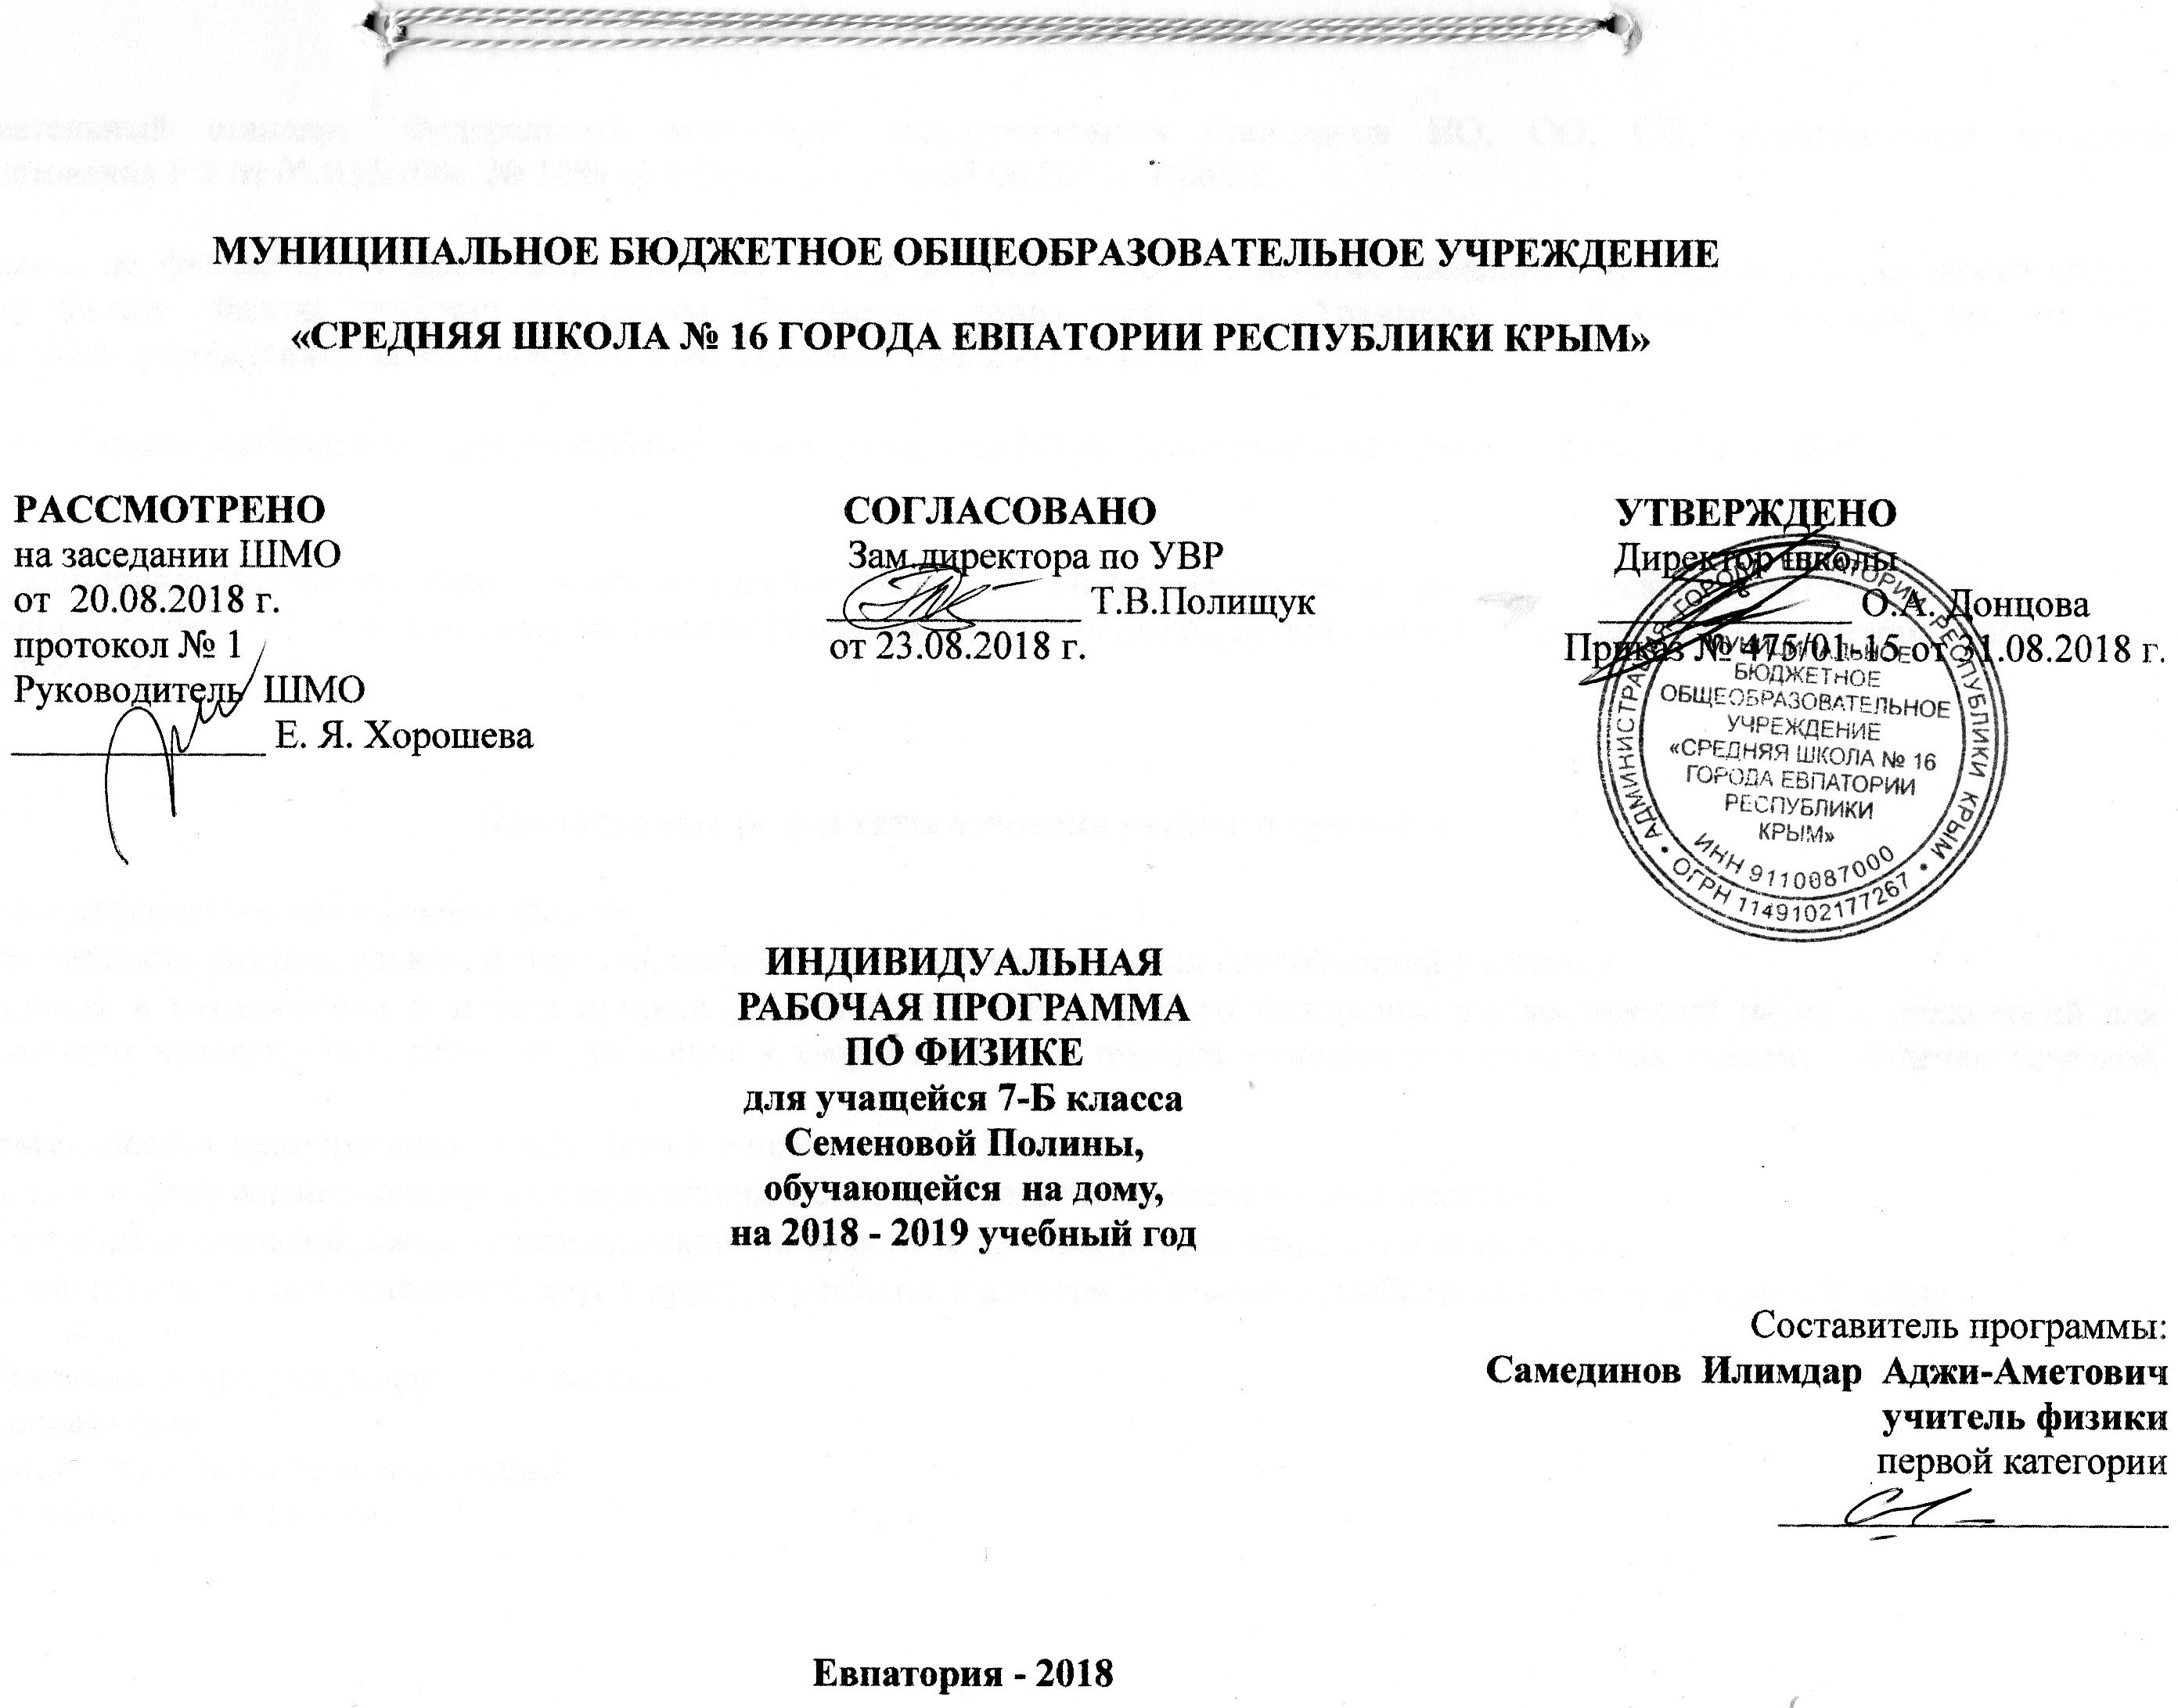 МУНИЦИПАЛЬНОЕ БЮДЖЕТНОЕ ОБЩЕОБРАЗОВАТЕЛЬНОЕ УЧРЕЖДЕНИЕ
«СРЕДНЯЯ ШКОЛА № 16 ГОРОДА ЕВПАТОРИИ РЕСПУБЛИКИ КРЫМ»
РАССМОТРЕНО
на заседании ШМО
от 20.08.2018 г.
протокол № 1
Руководитель ШМО
Е. Я. Хорошева
СОГЛАСОВАНО
Зам.директора по УВР
Т.В.Полищук
от 23.08.2018 г.
УТВЕРЖДЕНО
Директор школы
О.А. Донцова
Приказ № 475/01-15 от 31.08.2018 г.
АДМИНИСТРАЦИЯ ГОРОДА ЕВПАТОРИИ РЕСПУБЛИКИ КРЫМ
• ОГРН 1149102177267 •
МУНИЦИПАЛЬНОЕ
БЮДЖЕТНОЕ
ОБЩЕОБРАЗОВАТЕЛЬНОЕ
УЧРЕЖДЕНИЕ
«СРЕДНЯЯ ШКОЛА № 16
ГОРОДА ЕВПАТОРИИ
РЕСПУБЛИКИ
КРЫМ»
ИНН 9110087000
ИНДИВИДУАЛЬНАЯ
РАБОЧАЯ ПРОГРАММА
ПО ФИЗИКЕ
для учащейся 7-Б класса
Семеновой Полины,
обучающейся на дому,
на 2018 - 2019 учебный год
Составитель программы:
Самединов Илимдар Аджи-Аметович
учитель физики
первой категории
Евпатория - 2018